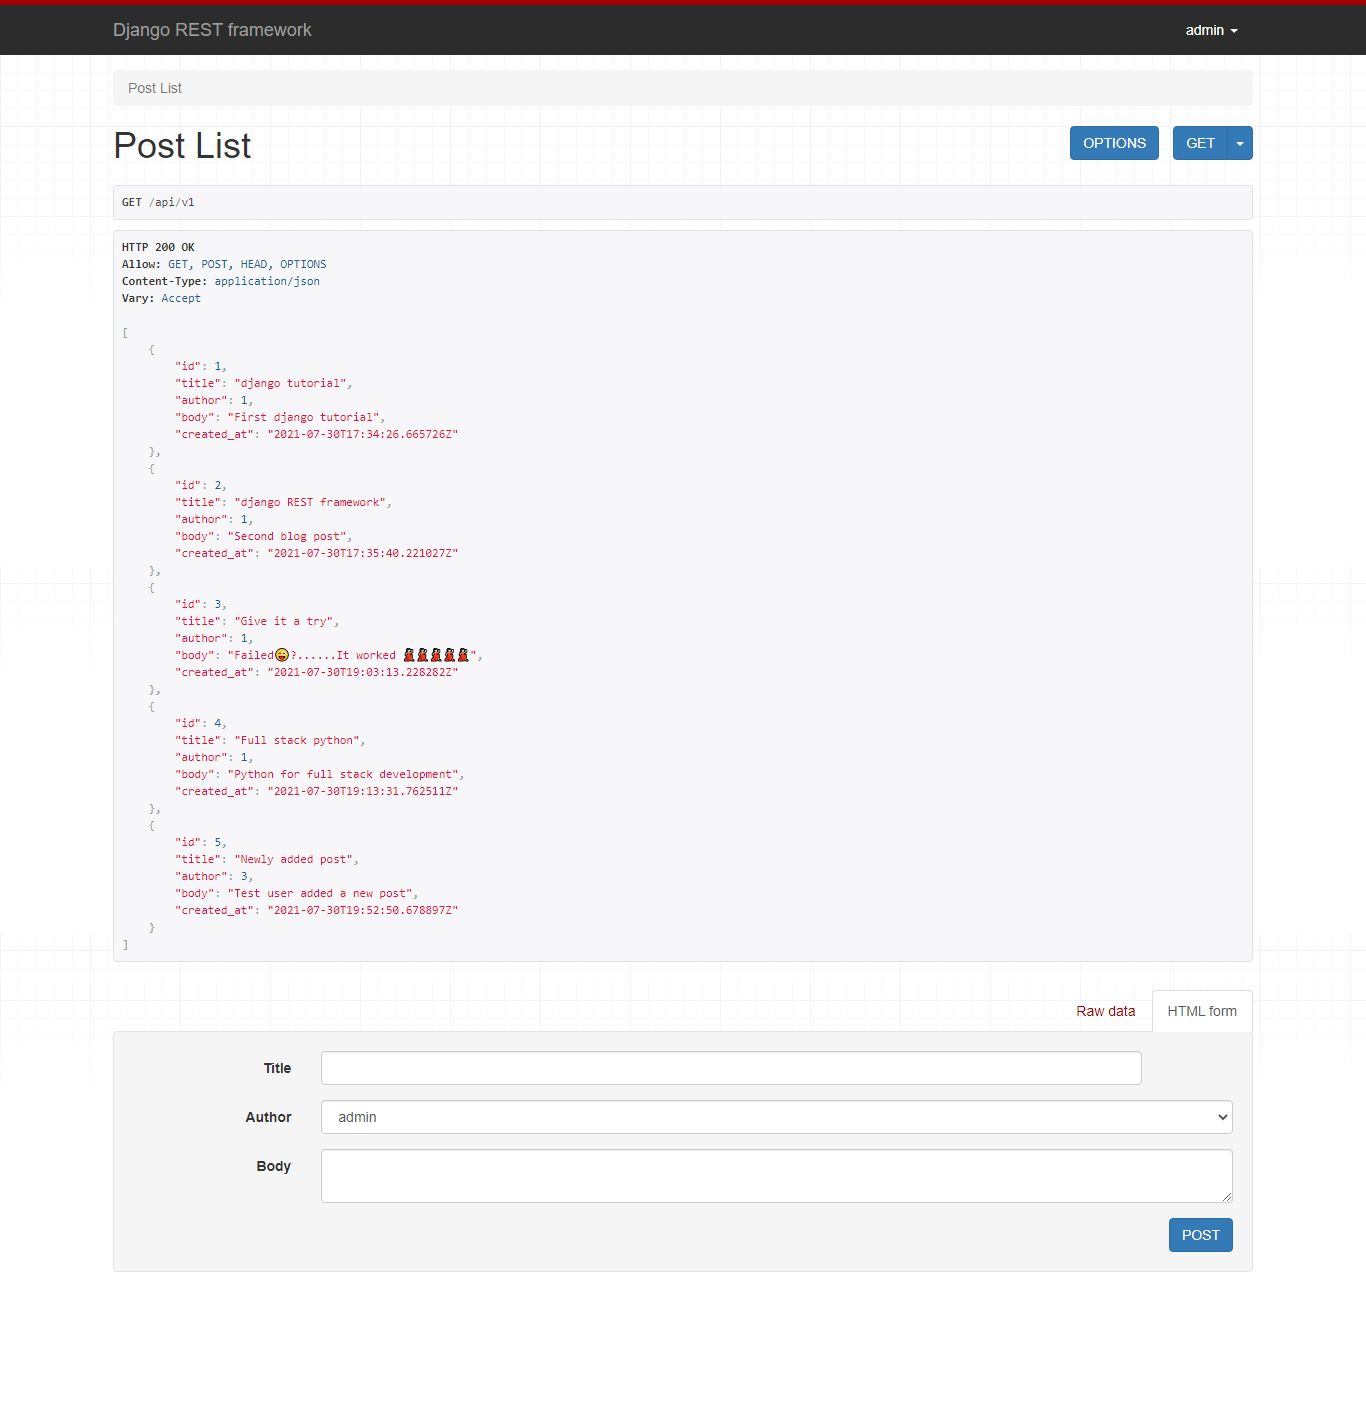 Django REST framework
admin
Post List
Post List
OPTIONS
GET
GET /api/v1
HTTP 200 OK
Allow: GET, POST, HEAD, OPTIONS
Content-Type: application/json
Vary: Accept
[
    {
        "id": 1,
        "title": "django tutorial",
        "author": 1,
        "body": "First django tutorial",
        "created_at": "2021-07-30T17:34:26.665726Z"
    },
    {
        "id": 2,
        "title": "django REST framework",
        "author": 1,
        "body": "Second blog post",
        "created_at": "2021-07-30T17:35:40.221027Z"
    },
    {
        "id": 3,
        "title": "Give it a try",
        "author": 1,
        "body": "Failed😜?......It worked 💃💃💃💃💃",
        "created_at": "2021-07-30T19:03:13.228282Z"
    },
    {
        "id": 4,
        "title": "Full stack python",
        "author": 1,
        "body": "Python for full stack development",
        "created_at": "2021-07-30T19:13:31.762511Z"
    },
    {
        "id": 5,
        "title": "Newly added post",
        "author": 3,
        "body": "Test user added a new post",
        "created_at": "2021-07-30T19:52:50.678897Z"
    }
]
Raw data
HTML form
Title
Author
admin
Body
POST